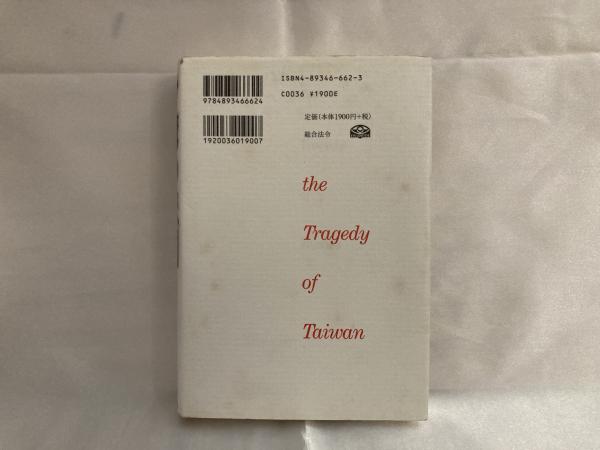 ISBN4-89346-662-3
9784893466624
C0036 ¥1900E
定価(本体1900円+税)
1920036019007
総合法令
the
Tragedy
of
Taiwan